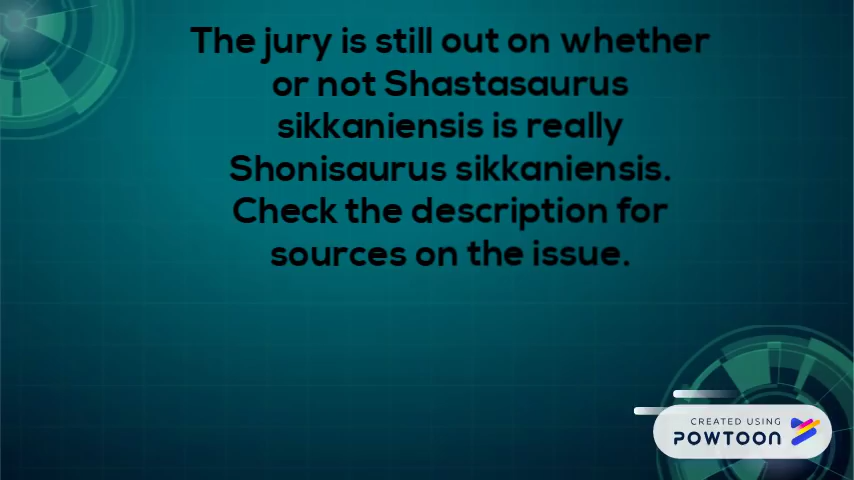 The jury is still out on whether
or not Shastasaurus
sikkaniensis is really
Shonisaurus sikkaniensis.
Check the description for
sources on the issue.
CREATED USING
POWTOON